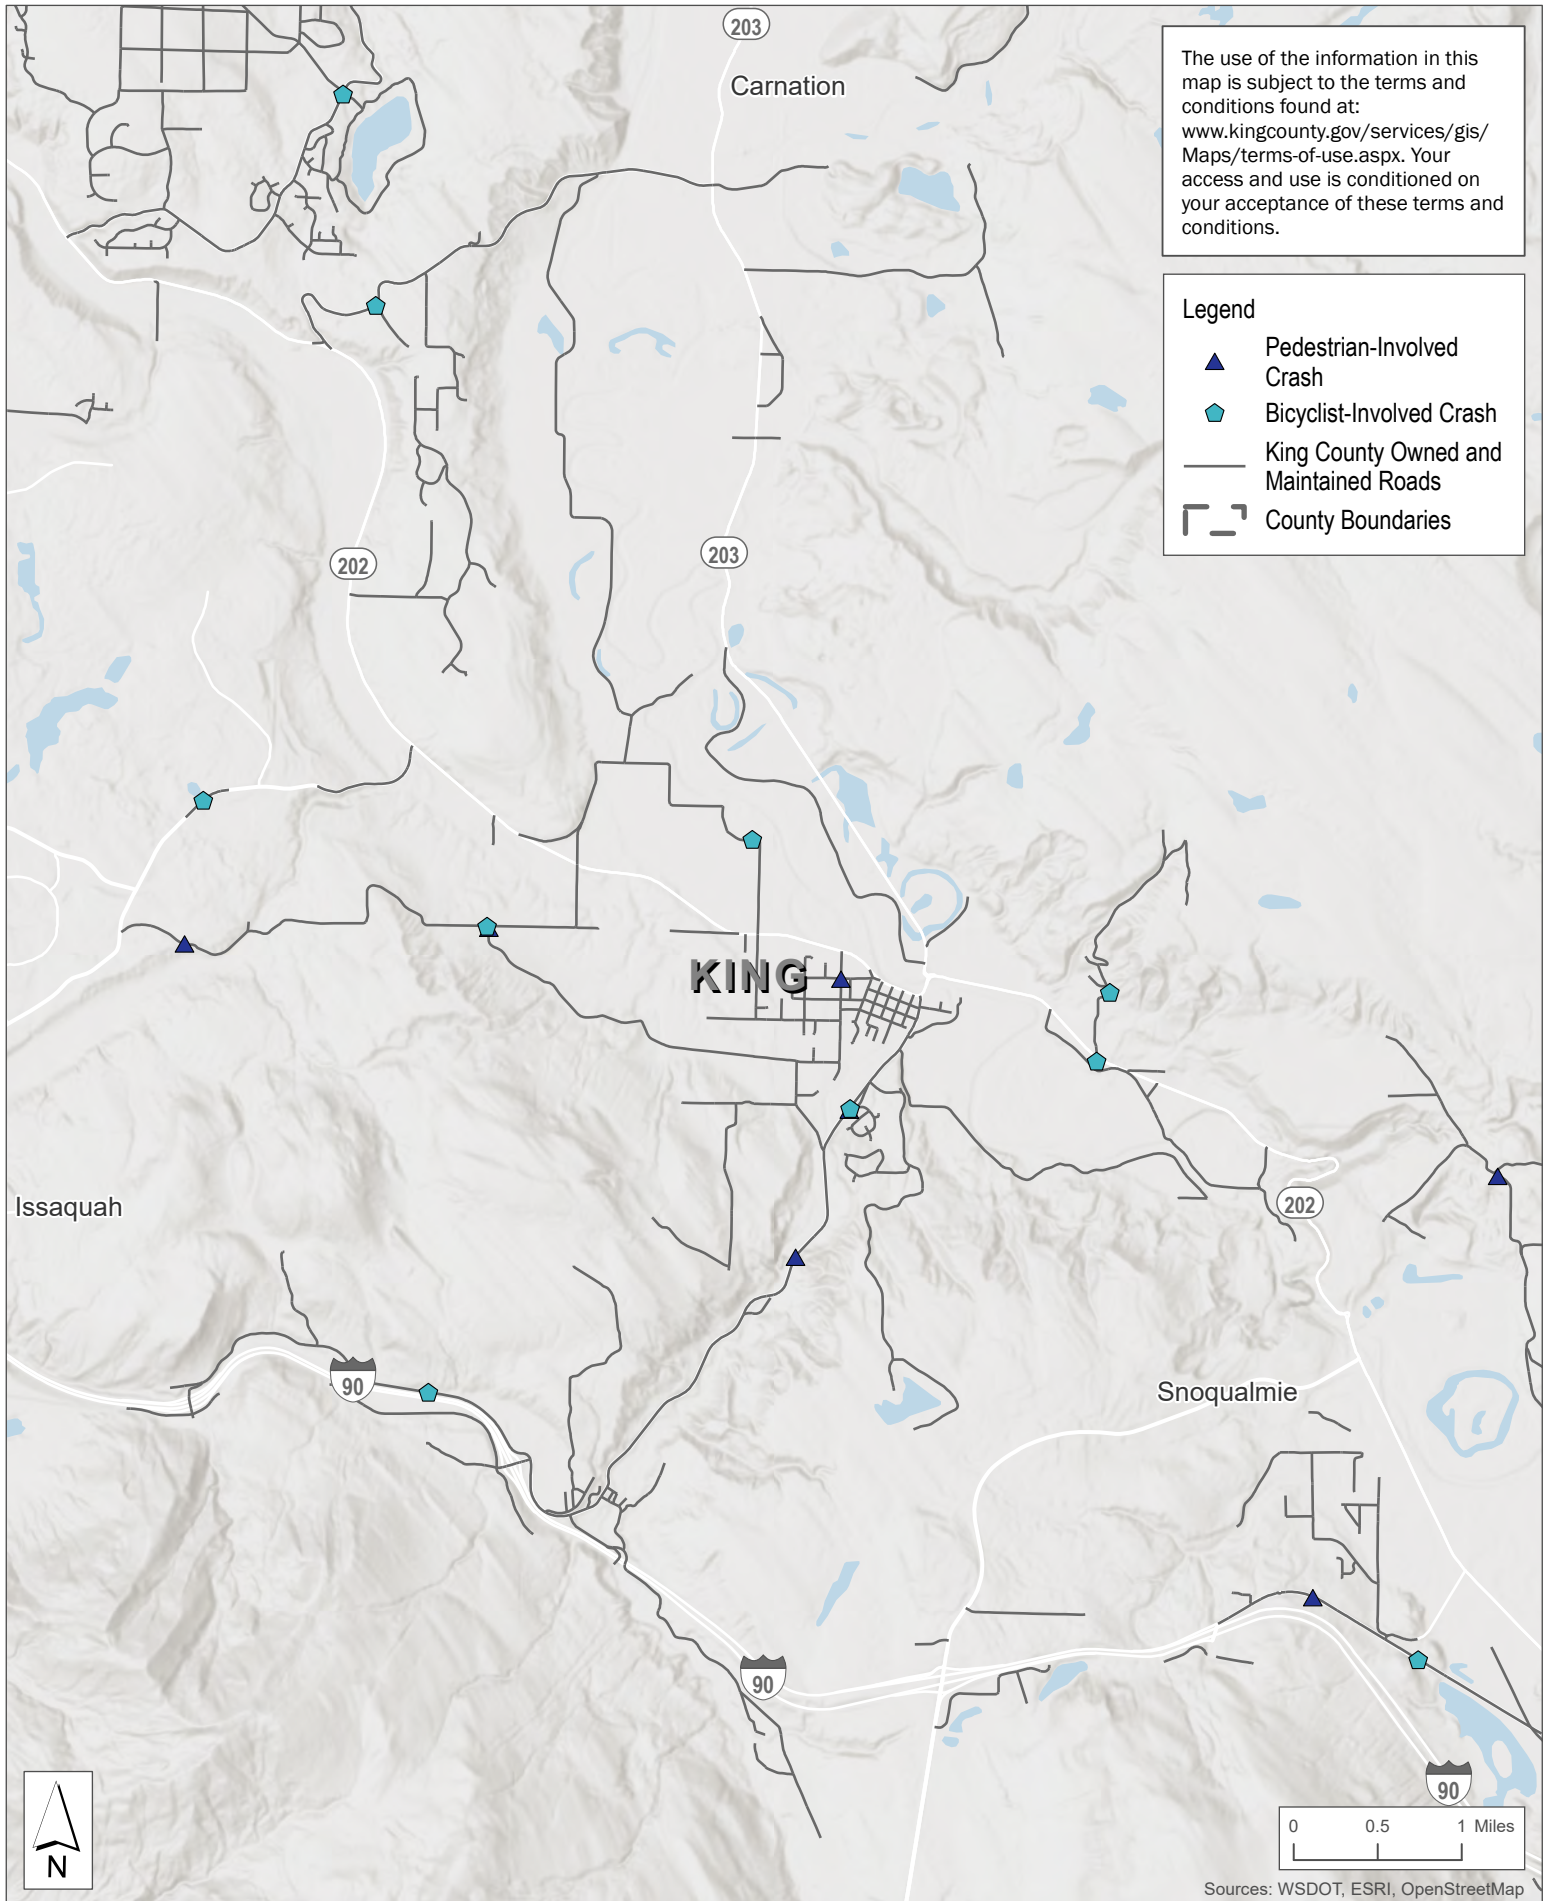 203
Carnation
The use of the information in this
map is subject to the terms and
conditions found at:
www.kingcounty.gov/services/gis/
Maps/terms-of-use.aspx. Your
access and use is conditioned on
your acceptance of these terms and
conditions.
Legend
Pedestrian-Involved
Crash
Bicyclist-Involved Crash
King County Owned and
Maintained Roads
County Boundaries
202
203
KING
Issaquah
202
90
Snoqualmie
90
90
0 0.5 1 Miles
N
Sources: WSDOT, ESRI, OpenStreetMap